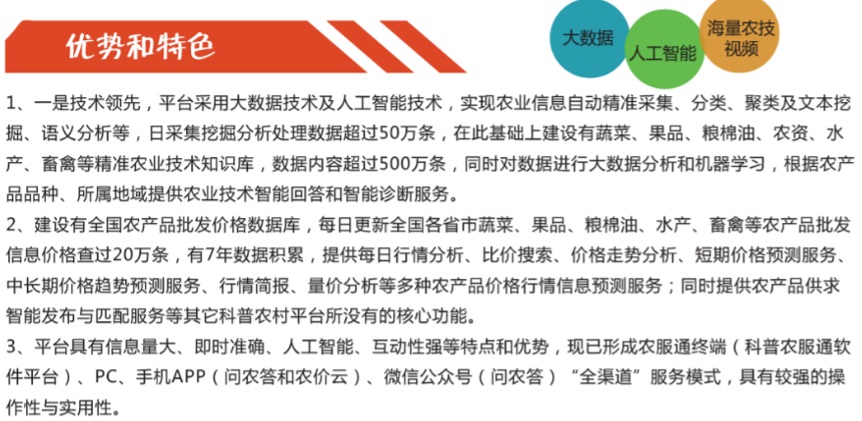 优势和特色
大数据
人工智能
海量农技
视频
1、一是技术领先，平台采用大数据技术及人工智能技术，实现农业信息自动精准采集、分类、聚类及文本挖
掘、语义分析等，日采集挖掘分析处理数据超过50万条，在此基础上建设有蔬菜、果品、粮棉油、农资、水
产、畜禽等精准农业技术知识库，数据内容超过500万条，同时对数据进行大数据分析和机器学习，根据农产
品品种、所属地域提供农业技术智能回答和智能诊断服务。
2、建设有全国农产品批发价格数据库，每日更新全国各省市蔬菜、果品、粮棉油、水产、畜禽等农产品批发
信息价格查过20万条，有7年数据积累，提供每日行情分析、比价搜索、价格走势分析、短期价格预测服务、
中长期价格趋势预测服务、行情简报、量价分析等多种农产品价格行情信息预测服务；同时提供农产品供求
智能发布与匹配服务等其它科普农村平台所没有的核心功能。
3、平台具有信息量大、即时准确、人工智能、互动性强等特点和优势，现已形成农服通终端（科普农服通软
件平台）、PC、手机APP（问农答和农价云）、微信公众号（问农答）“全渠道”服务模式，具有较强的操
作性与实用性。